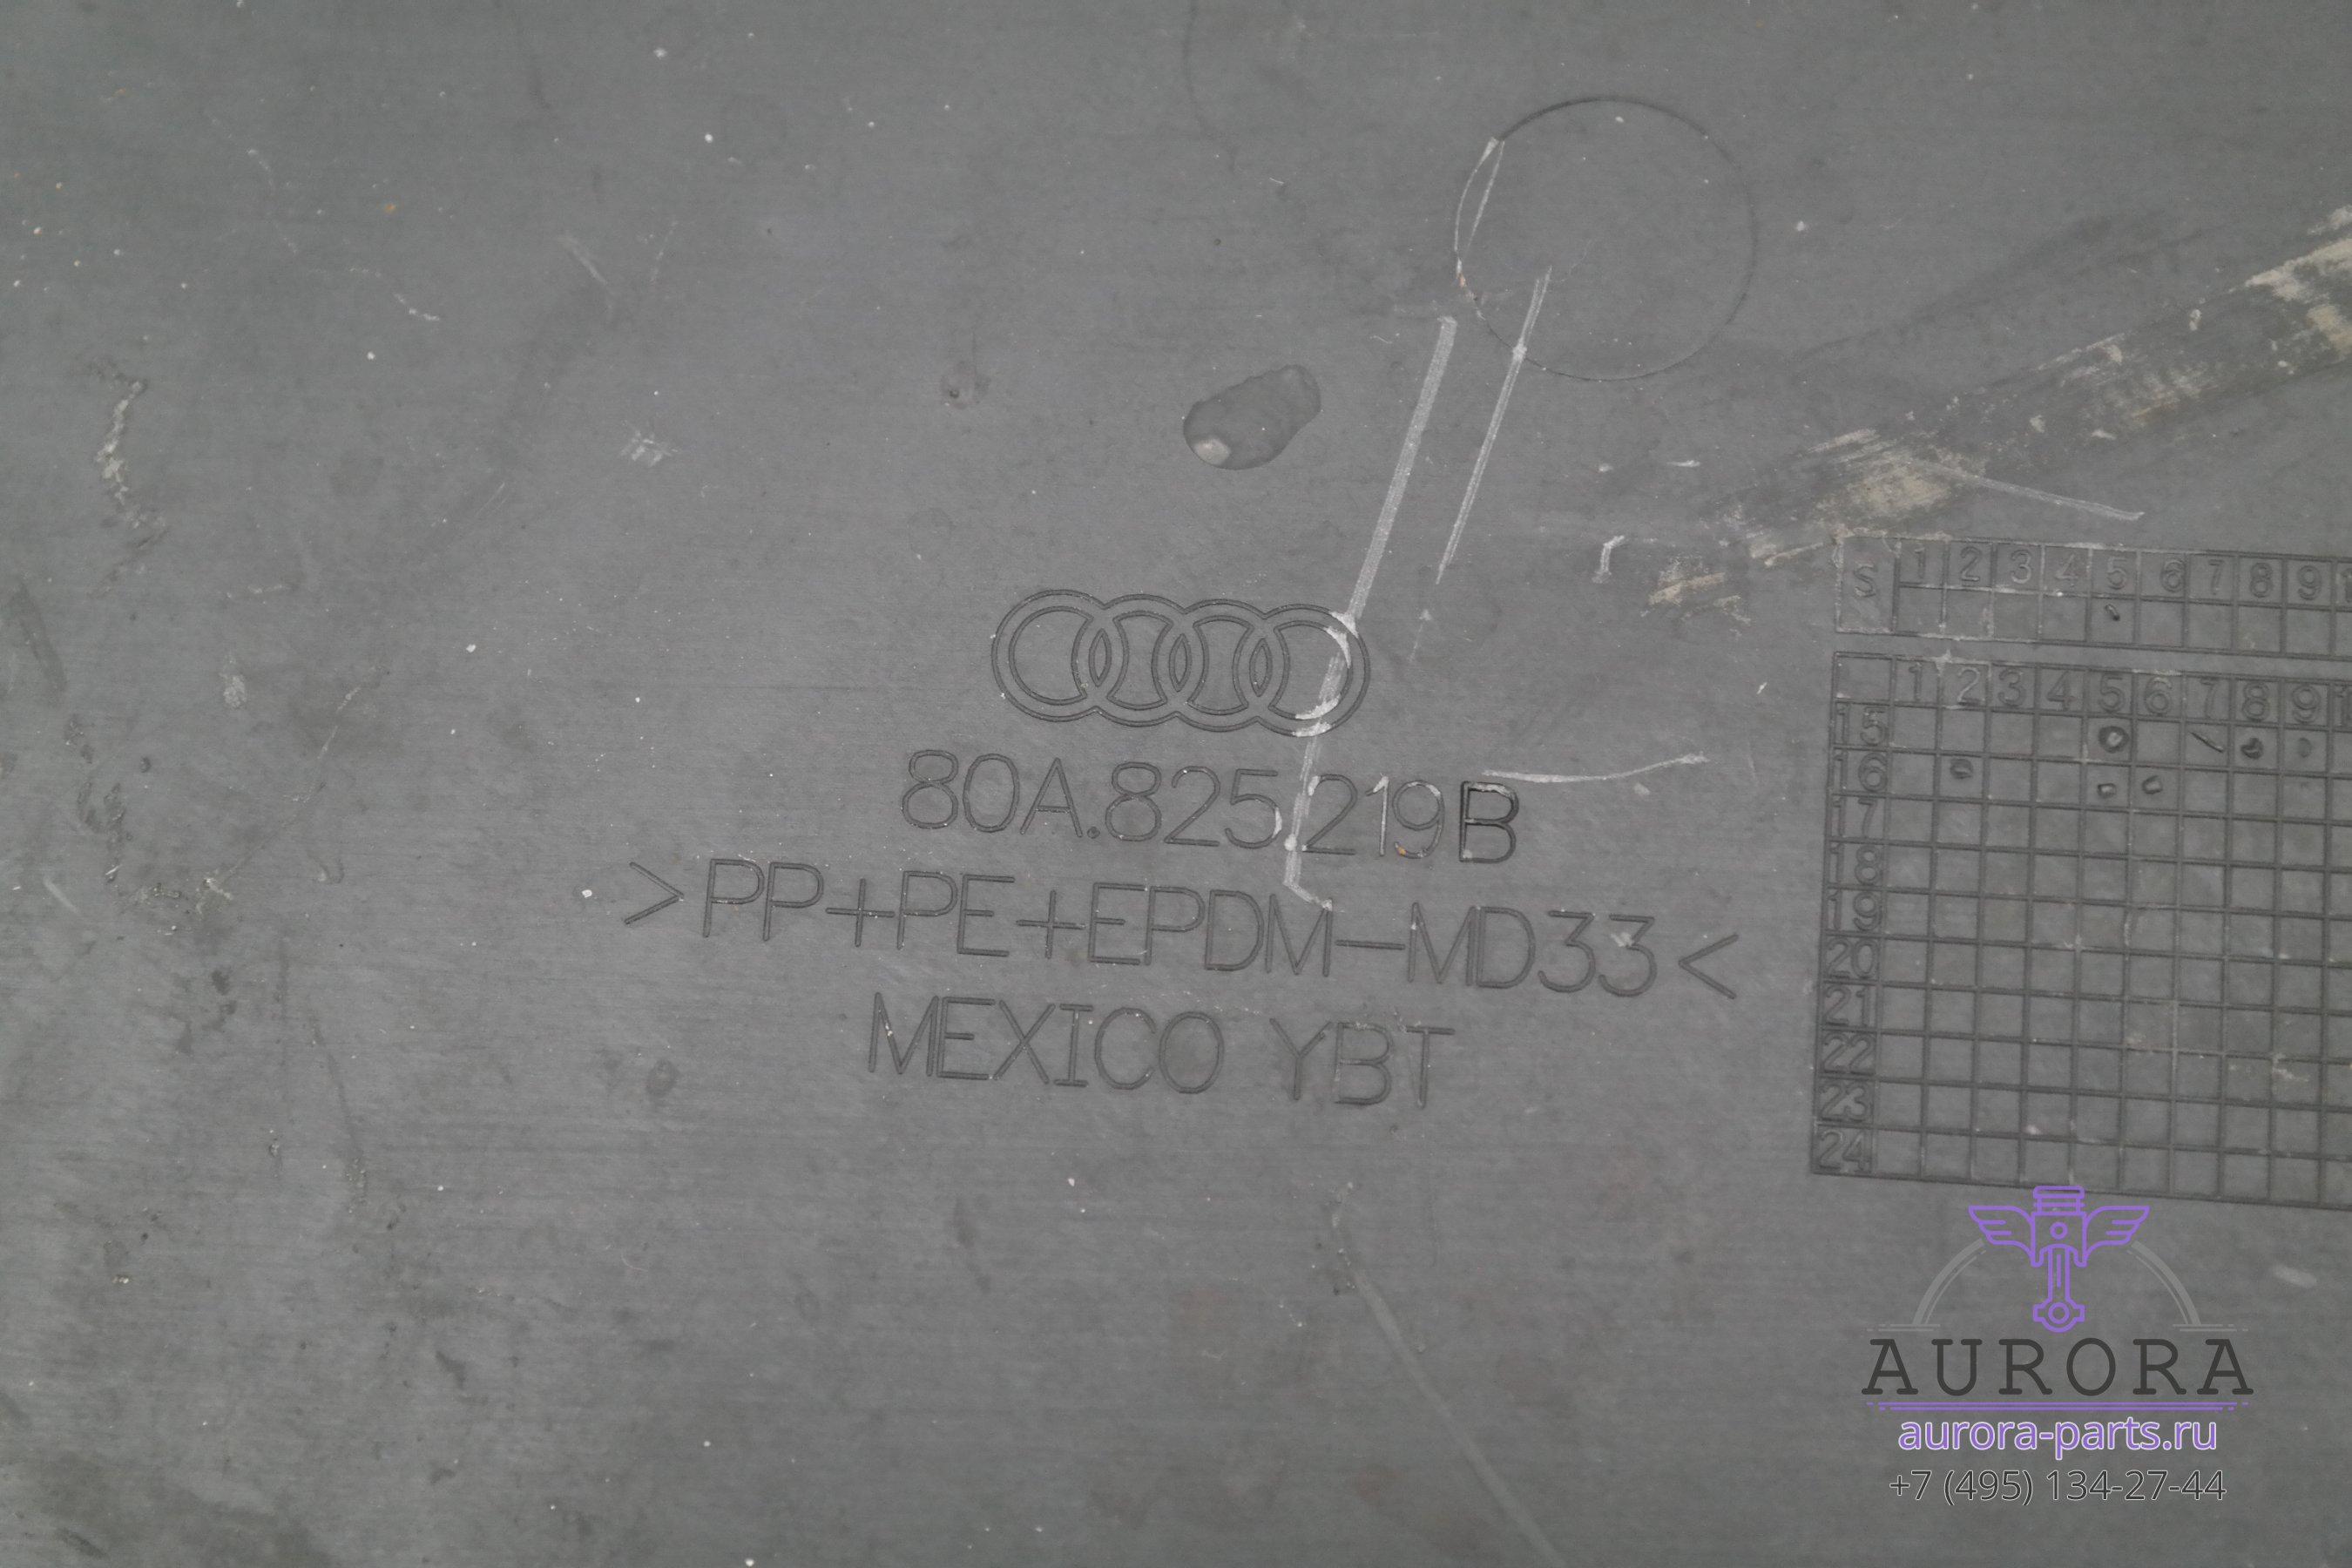 80A.825.219B
>PP+PE+EPDM-MD33<
MEXICO YBT
S 1 2 3 4 5 6 7 8 9
1 2 3 4 5 6 7 8 9
15
16
17
18
19
20
21
22
23
24
AURORA
aurora-parts.ru
+7 (495) 134-27-44